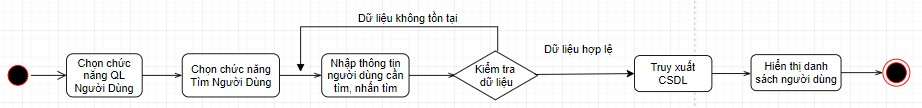 Dữ liệu không tồn tại
Chọn chức
năng QL
Người Dùng
Chọn chức năng
Tìm Người Dùng
Nhập thông tin
người dùng cần
tìm, nhấn tìm
Kiểm tra
dữ liệu
Dữ liệu hợp lệ
Truy xuất
CSDL
Hiển thị danh
sách người dùng